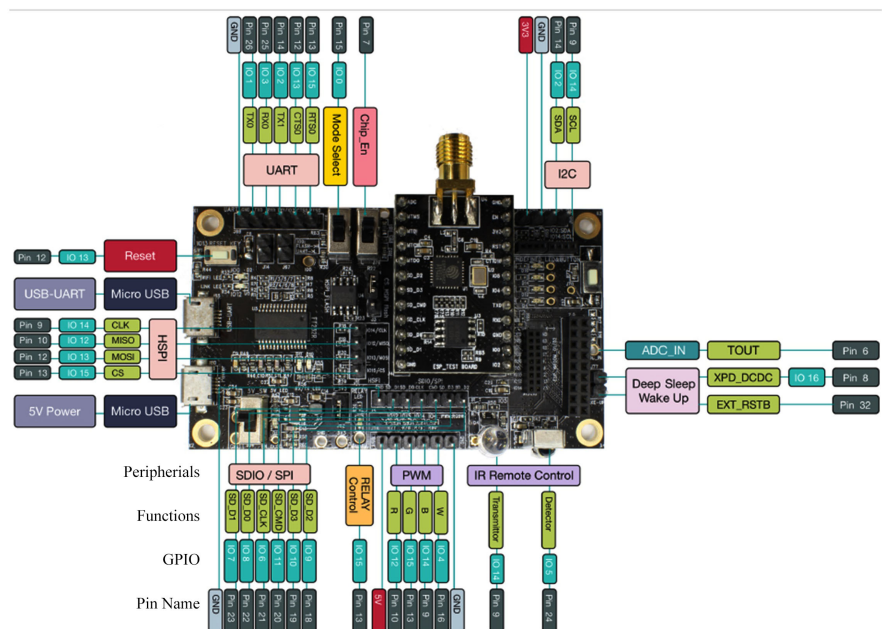 GND
Pin 26
Pin 25
Pin 14
Pin 12
Pin 13
Pin 15
Pin 7
IO 1
IO 3
IO 2
IO 13
IO 15
IO 0
TX0
RX0
TX1
CTS0
RTS0
Mode Select
Chip_En
UART
3V3
GND
Pin 14
Pin 9
IO 2
IO 14
SDA
SCL
I2C
Pin 12 IO 13 Reset
USB-UART Micro USB
Pin 9 IO 14 CLK
Pin 10 IO 12 MISO
Pin 12 IO 13 MOSI
Pin 13 IO 15 CS
HSPI
5V Power Micro USB
ESP_TEST BOARD
ADC_IN TOUT Pin 6
Deep Sleep
Wake Up
XPD_DCDC IO 16 Pin 8
EXT_RSTB Pin 32
Peripherials
SDIO / SPI
RELAY
Control
PWM
IR Remote Control
Functions
SD_D1
SD_D0
SD_CLK
SD_CMD
SD_D3
SD_D2
R
G
B
W
Transmittor
Detector
GPIO
IO 7
IO 8
IO 6
IO 11
IO 10
IO 9
IO 15
IO 12
IO 15
IO 14
IO 4
IO 14
IO 5
Pin Name
GND
Pin 23
Pin 22
Pin 21
Pin 20
Pin 19
Pin 18
Pin 13
5V
Pin 10
Pin 13
Pin 9
Pin 16
GND
Pin 9
Pin 24